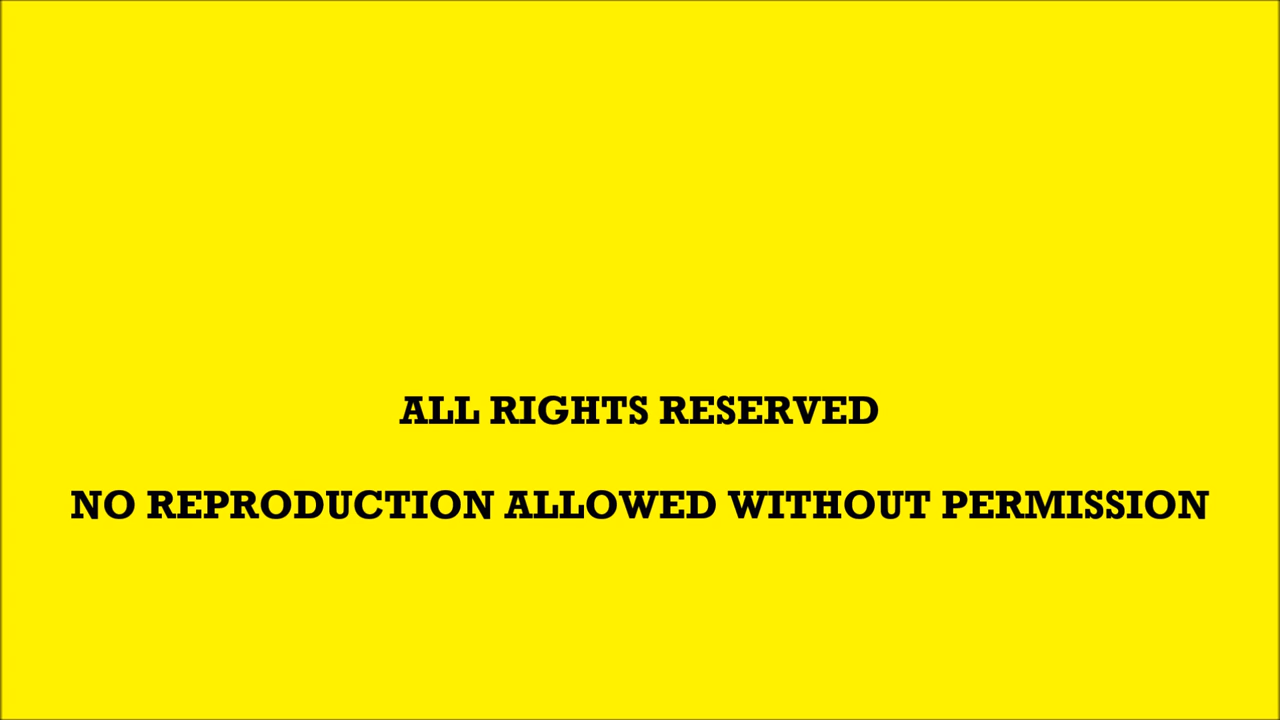 ALL RIGHTS RESERVED
NO REPRODUCTION ALLOWED WITHOUT PERMISSION